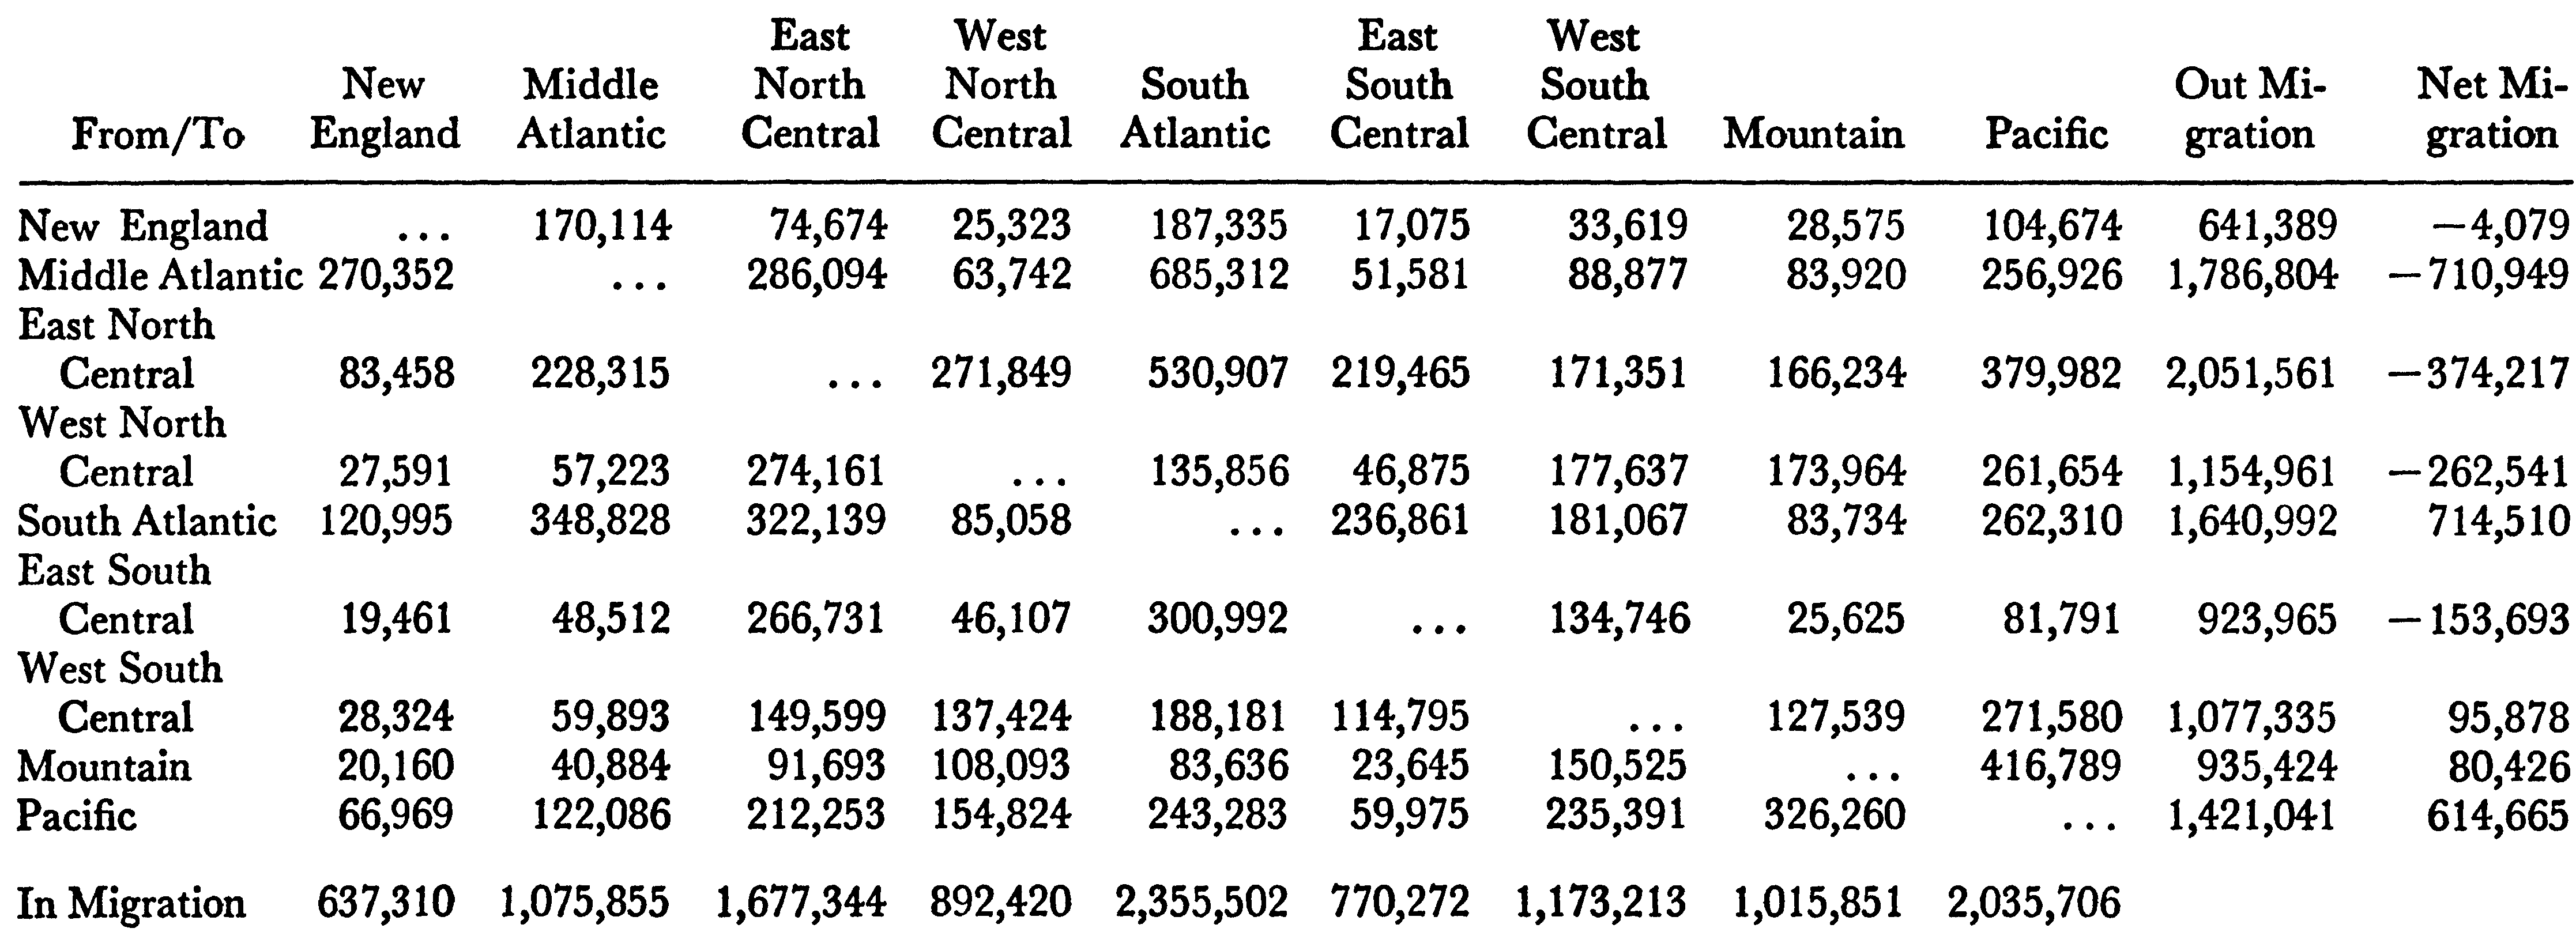 East West East West
New Middle North North South South South Out Mi- Net Mi-
From/To England Atlantic Central Central Atlantic Central Central Mountain Pacific gration gration
New England ... 170,114 74,674 25,323 187,335 17,075 33,619 28,575 104,674 641,389 −4,079
Middle Atlantic 270,352 ... 286,094 63,742 685,312 51,581 88,877 83,920 256,926 1,786,804 −710,949
East North
Central 83,458 228,315 ... 271,849 530,907 219,465 171,351 166,234 379,982 2,051,561 −374,217
West North
Central 27,591 57,223 274,161 ... 135,856 46,875 177,637 173,964 261,654 1,154,961 −262,541
South Atlantic 120,995 348,828 322,139 85,058 ... 236,861 181,067 83,734 262,310 1,640,992 714,510
East South
Central 19,461 48,512 266,731 46,107 300,992 ... 134,746 25,625 81,791 923,965 −153,693
West South
Central 28,324 59,893 149,599 137,424 188,181 114,795 ... 127,539 271,580 1,077,335 95,878
Mountain 20,160 40,884 91,693 108,093 83,636 23,645 150,525 ... 416,789 935,424 80,426
Pacific 66,969 122,086 212,253 154,824 243,283 59,975 235,391 326,260 ... 1,421,041 614,665
In Migration 637,310 1,075,855 1,677,344 892,420 2,355,502 770,272 1,173,213 1,015,851 2,035,706